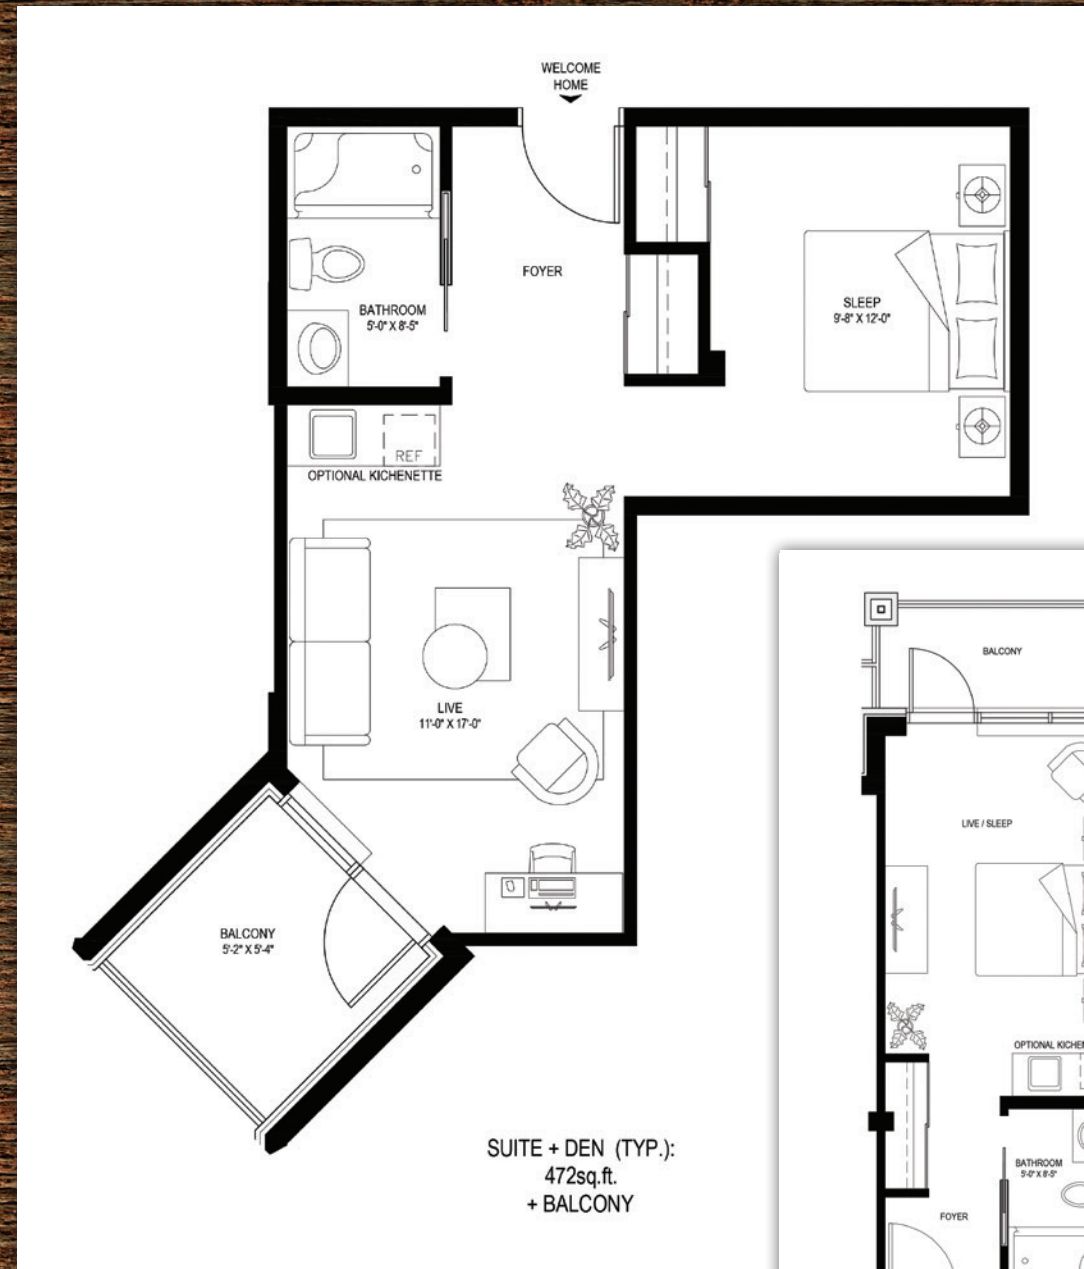 WELCOME
HOME
FOYER
BATHROOM
5'-0" X 8'-5"
SLEEP
9'-8" X 12'-0"
REF
OPTIONAL KICHENETTE
LIVE
11'-0" X 17'-0"
BALCONY
5'-2" X 5'-4"
SUITE + DEN (TYP.):
472sq.ft.
+ BALCONY
BALCONY
LIVE / SLEEP
OPTIONAL
BATHROOM
5'-0" X 8'-5"
FOYER